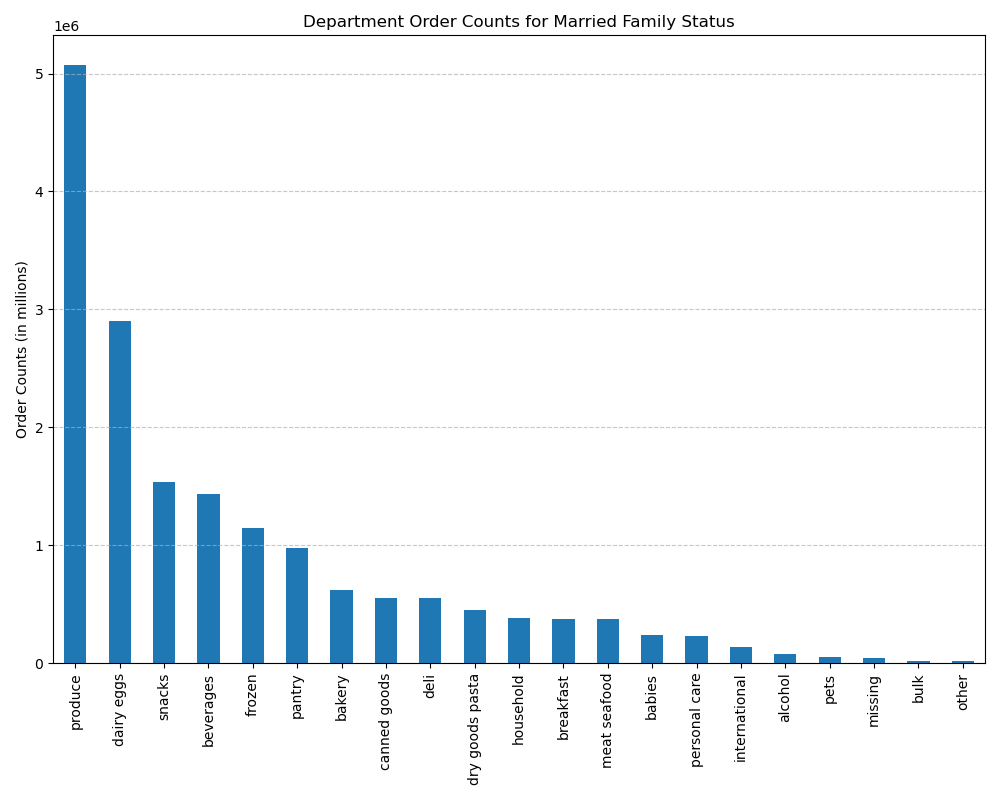 Department Order Counts for Married Family Status
1e6
Order Counts (in millions)
5
4
3
2
1
0
produce
dairy eggs
snacks
beverages
frozen
pantry
bakery
canned goods
deli
dry goods pasta
household
breakfast
meat seafood
babies
personal care
international
alcohol
pets
missing
bulk
other